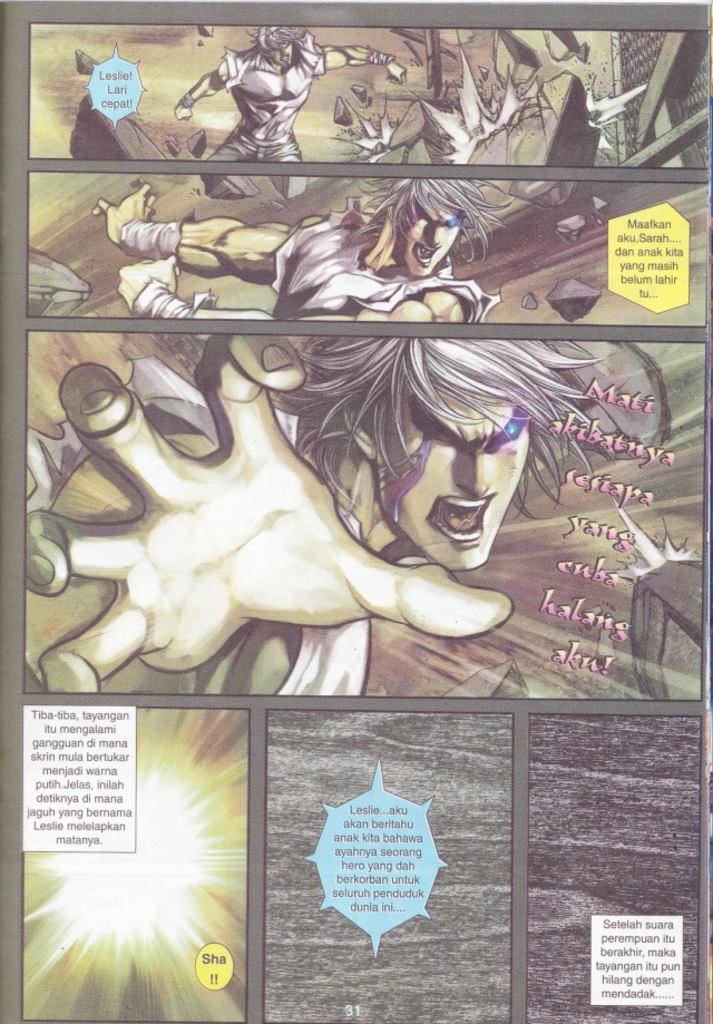 Leslie!
Lari
cepat!
Maafkan
aku,Sarah....
dan anak kita
yang masih
belum lahir
tu...
Mati
akibatnya
sesiapa
yang
cuba
halang
aku!
Tiba-tiba, tayangan
itu mengalami
gangguan di mana
skrin mula bertukar
menjadi warna
putih.Jelas, inilah
detiknya di mana
jaguh yang bernama
Leslie melelapkan
matanya.
Sha
!!
Leslie...aku
akan beritahu
anak kita bahawa
ayahnya seorang
hero yang dah
berkorban untuk
seluruh penduduk
dunia ini....
Setelah suara
perempuan itu
berakhir, maka
tayangan itu pun
hilang dengan
mendadak......
31